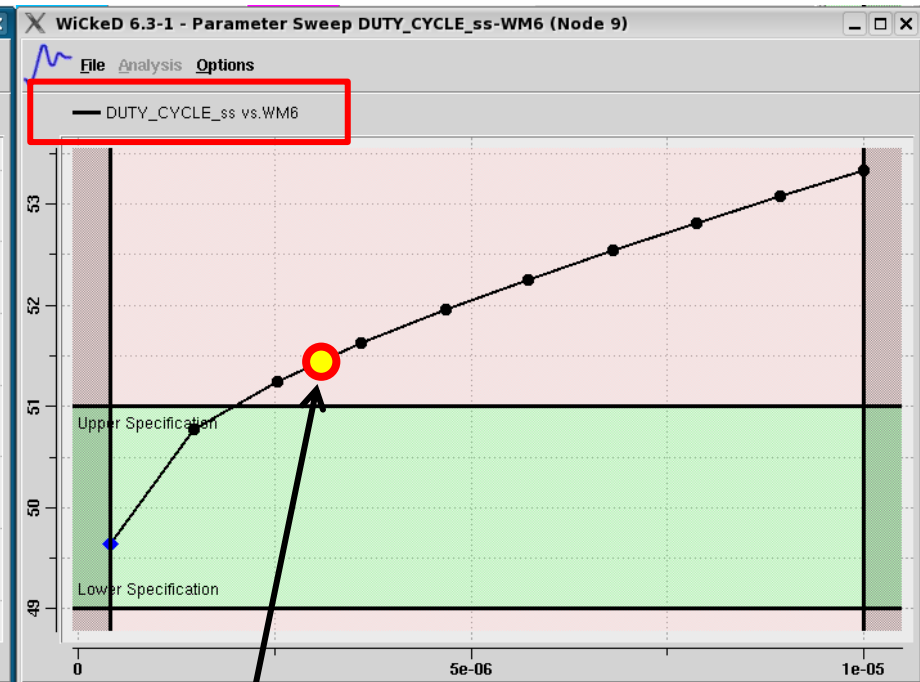 WiCkeD 6.3-1 - Parameter Sweep DUTY_CYCLE_ss-WM6 (Node 9)
File Analysis Options
DUTY_CYCLE_ss vs.WM6
53
52
51
Upper Specification
50
Lower Specification
49
0 5e-06 1e-05